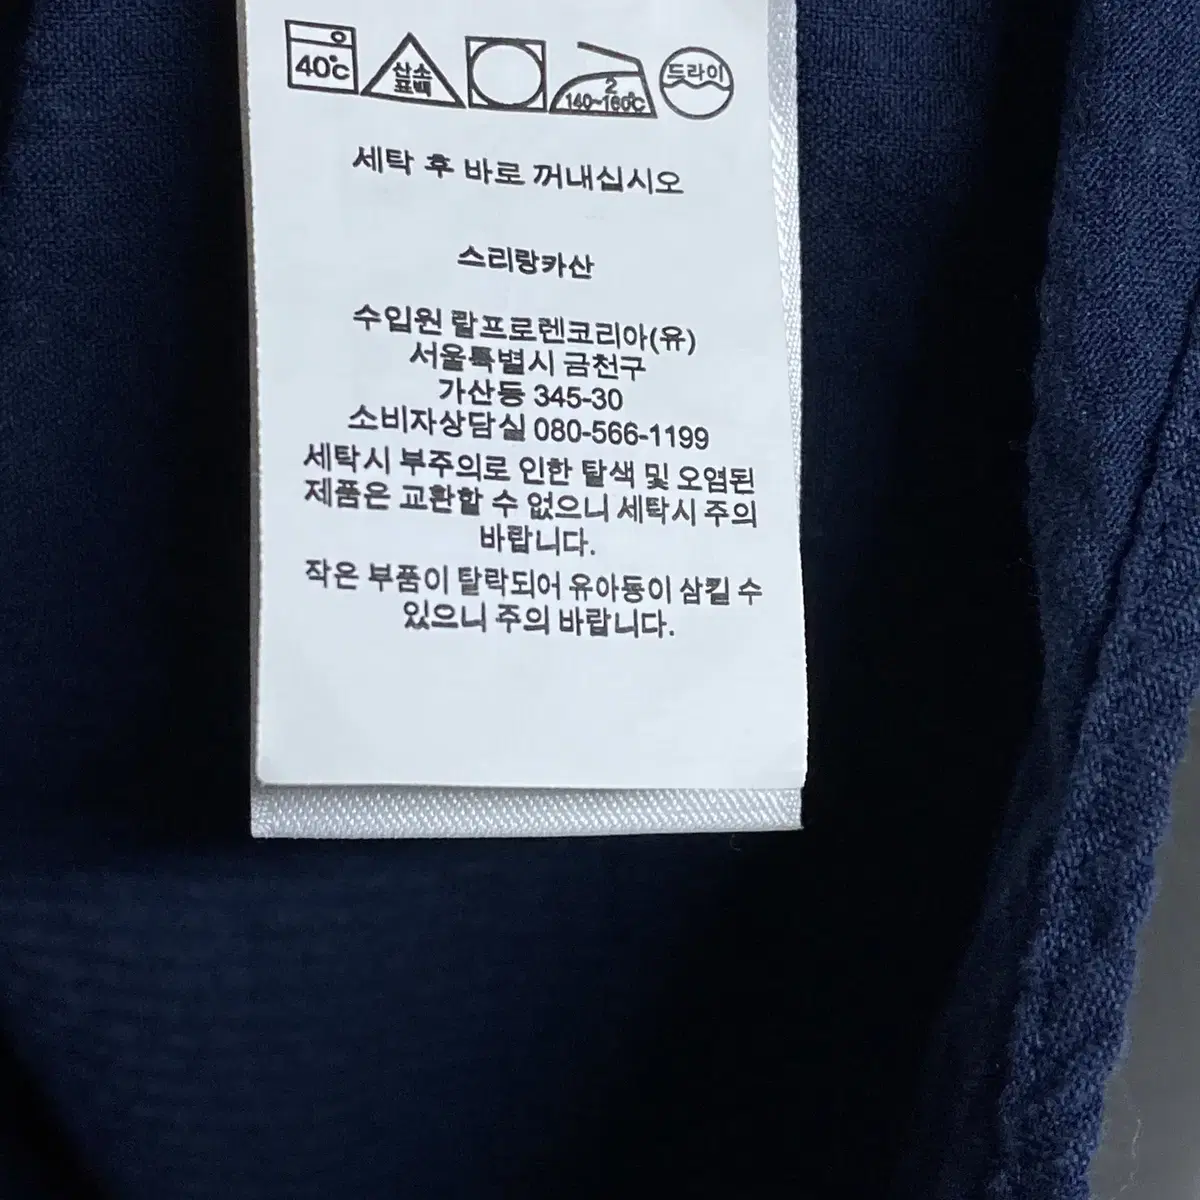 40℃ 산소 표백 2 140~160℃ 드라이
세탁 후 바로 꺼내십시오
스리랑카산
수입원 랄프로렌코리아(유)
서울특별시 금천구
가산동 345-30
소비자상담실 080-566-1199
세탁시 부주의로 인한 탈색 및 오염된
제품은 교환할 수 없으니 세탁시 주의
바랍니다.
작은 부품이 탈락되어 유아동이 삼킬 수
있으니 주의 바랍니다.